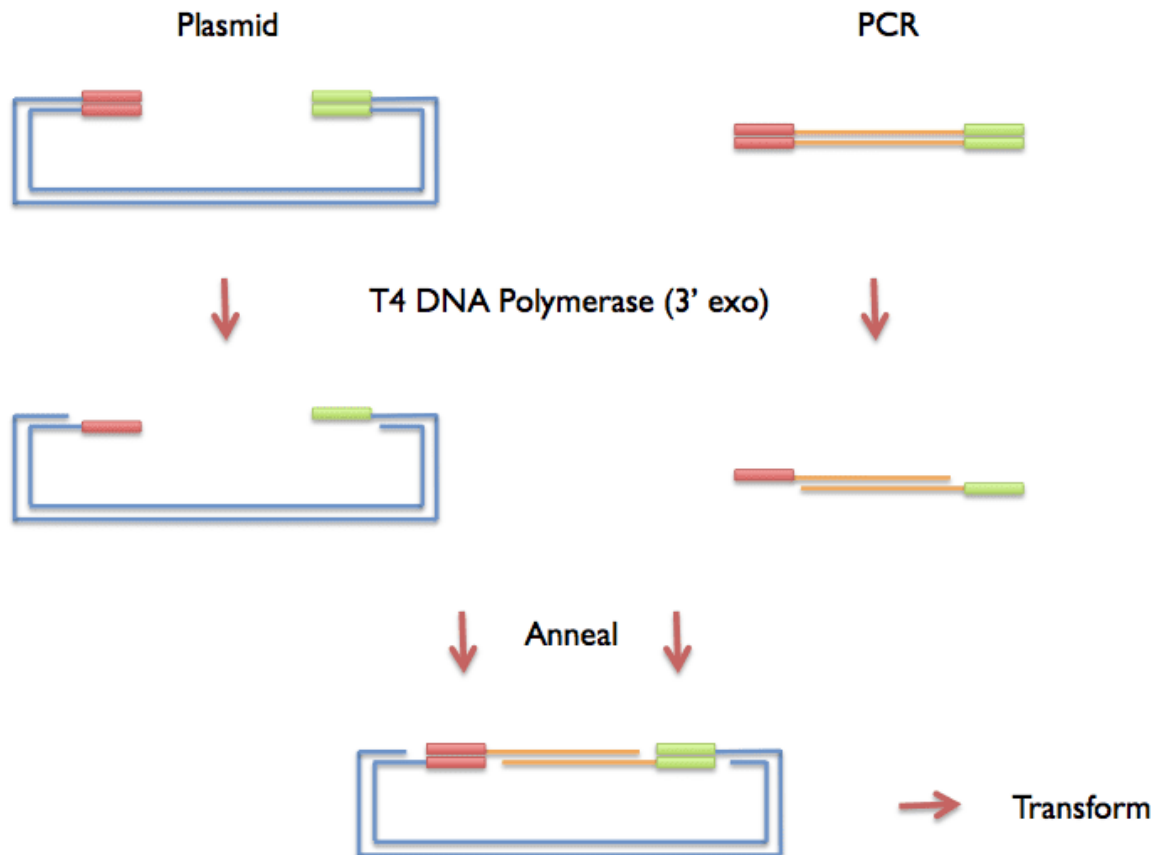 Plasmid
PCR
T4 DNA Polymerase (3' exo)
Anneal
Transform